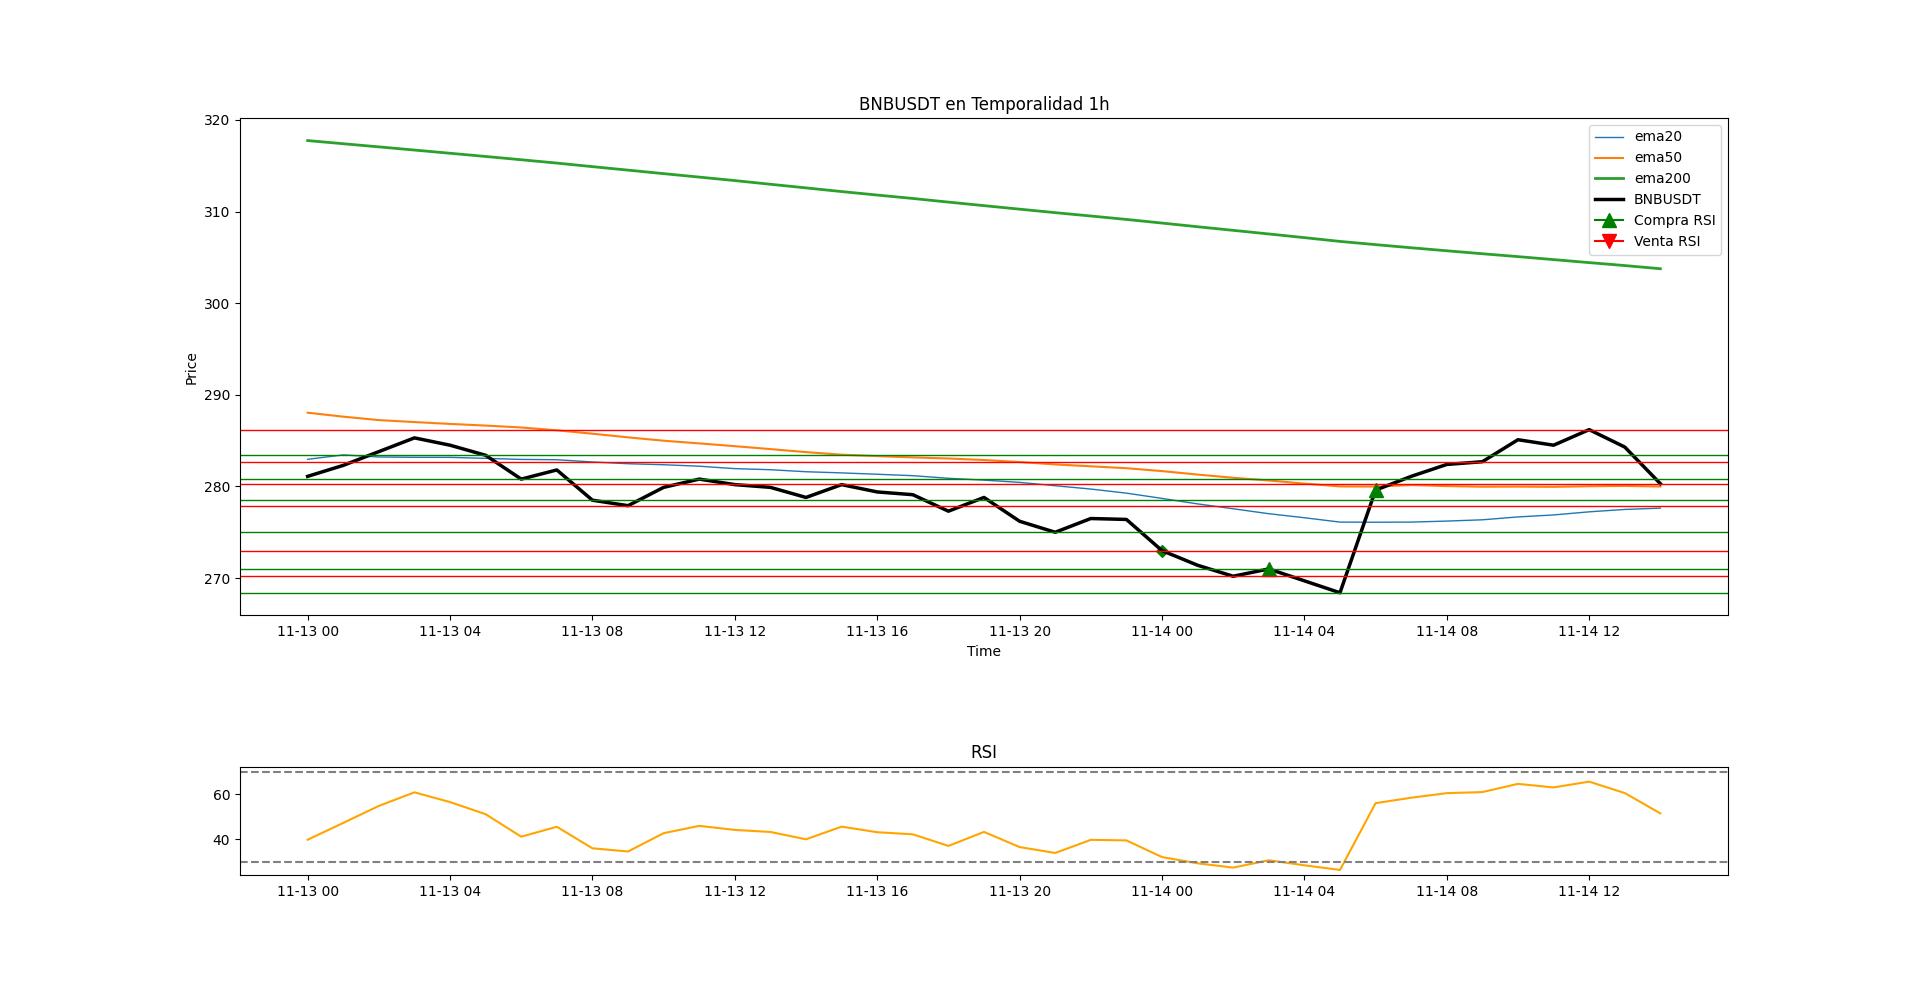 BNBUSDT en Temporalidad 1h
320
310
300
290
280
270
Price
ema20
ema50
ema200
BNBUSDT
Compra RSI
Venta RSI
11-13 00 11-13 04 11-13 08 11-13 12 11-13 16 11-13 20 11-14 00 11-14 04 11-14 08 11-14 12
Time
RSI
60
40
11-13 00 11-13 04 11-13 08 11-13 12 11-13 16 11-13 20 11-14 00 11-14 04 11-14 08 11-14 12